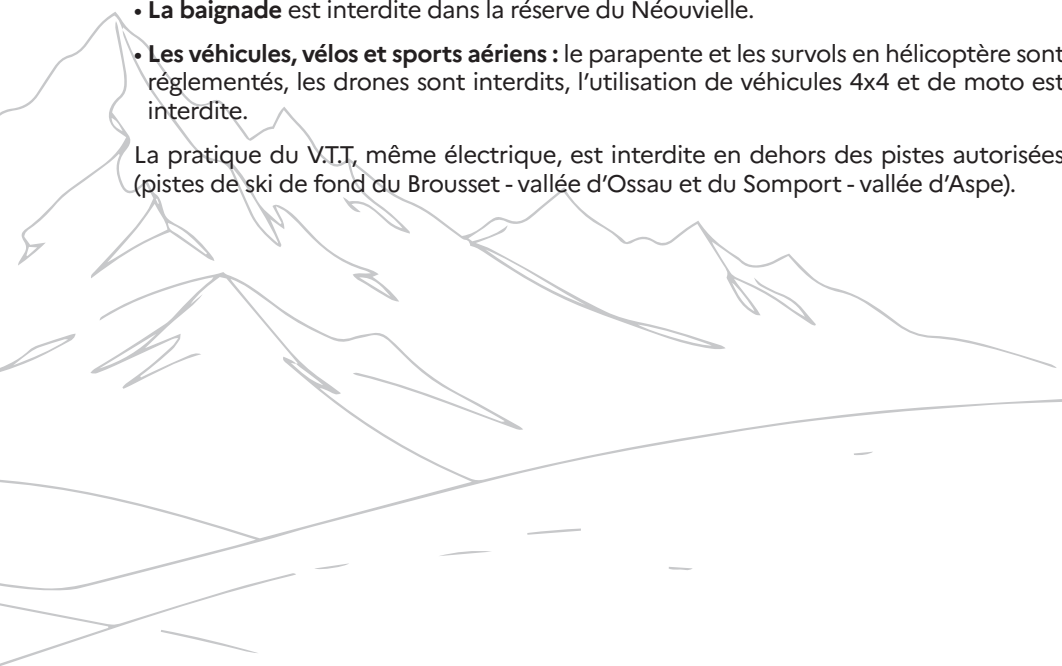 • La baignade est interdite dans la réserve du Néouvielle.
• Les véhicules, vélos et sports aériens : le parapente et les survols en hélicoptère sont
réglementés, les drones sont interdits, l'utilisation de véhicules 4x4 et de moto est
interdite.
La pratique du V.T.T, même électrique, est interdite en dehors des pistes autorisées
(pistes de ski de fond du Brousset - vallée d'Ossau et du Somport - vallée d'Aspe).